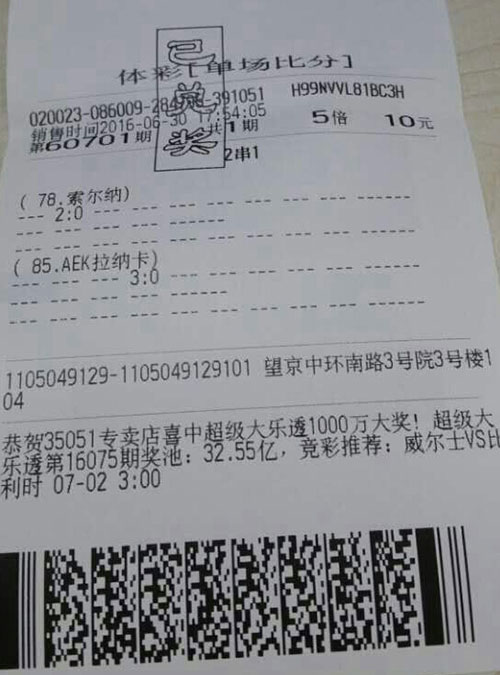 体彩[单场比分]
已兑奖
020023-086009-284 -391051 H99NVVL81BC3H
销售时间2016-06-30 17:54:05
第60701期 共1期 5倍 10元
2串1
( 78.索尔纳)
--- 2:0 --- --- --- --- --- --- ---
--- --- --- --- --- --- --- --- ---
--- --- --- --- ------
( 85.AEK拉纳卡)
--- --- --- 3:0 --- --- --- --- ---
--- --- --- --- ------
--- --- --- --- --- --- --- --- ---
1105049129-1105049129101 望京中环南路3号院3号楼1
04
恭贺35051专卖店喜中超级大乐透1000万大奖! 超级大
乐透第16075期奖池: 32.55亿, 竞彩推荐: 威尔士VS比
利时 07-02 3:00